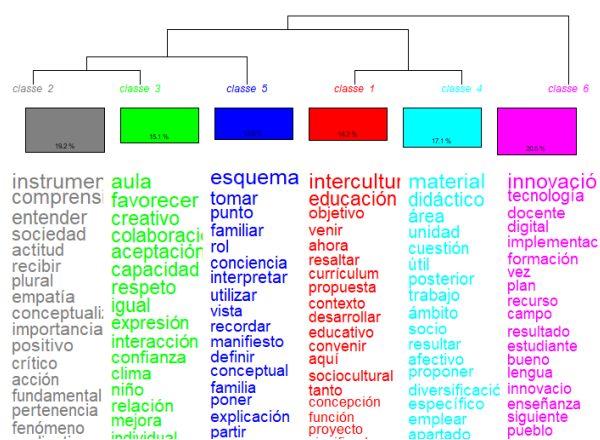 classe 2
classe 3
classe 5
classe 1
classe 4
classe 6
19.2 %
15.1 %
14.2 %
17.1 %
20.5 %
instrumen
comprensi
entender
sociedad
actitud
recibir
plural
empatía
conceptuali
importancia
positivo
crítico
acción
fundamental
pertenencia
fenómeno
aula
favorecer
creativo
colaboraci
aceptación
capacidad
respeto
igual
expresión
interacción
confianza
clima
niño
relación
mejora
individual
esquema
tomar
punto
familiar
rol
conciencia
interpretar
utilizar
vista
recordar
manifiesto
definir
conceptual
familia
poner
explicación
partir
intercultur
educación
objetivo
venir
ahora
resaltar
currículum
propuesta
contexto
desarrollar
educativo
convenir
aquí
sociocultural
tanto
concepción
función
proyecto
material
didáctico
área
unidad
cuestión
útil
posterior
trabajo
ámbito
socio
resultar
afectivo
proponer
diversificació
específico
emplear
apartado
innovació
tecnología
docente
digital
implementac
formación
vez
plan
recurso
campo
resultado
estudiante
bueno
lengua
innovacio
enseñanza
siguiente
pueblo